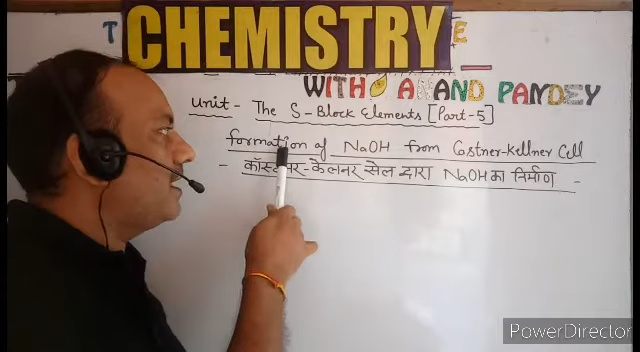 CHEMISTRY
WITH ANAND PANDEY
Unit - The S-Block Elements [Part-5]
formation of NaOH from Castner-Kellner Cell
- कॉस्टनर-केलनर सेल द्वारा NaOH का निर्माण -
PowerDirector